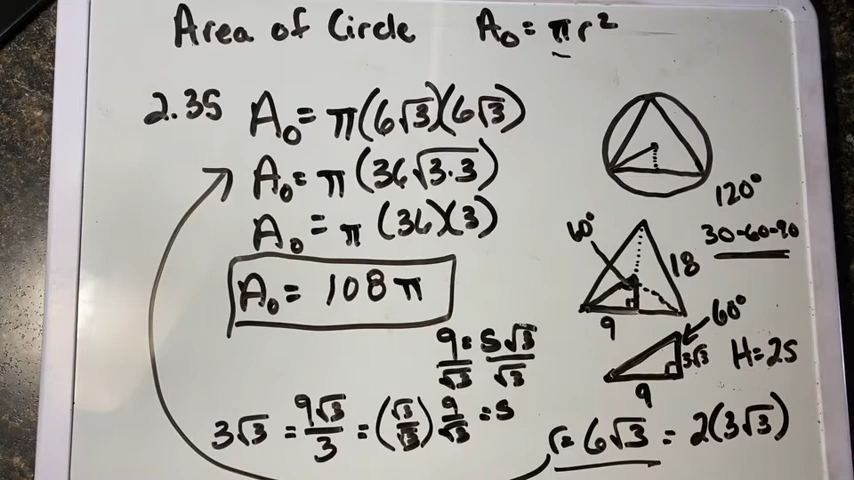 Area of Circle A₀ = πr²
2.35 A₀ = π(6√3)(6√3)
A₀ = π(36√3·3)
A₀ = π (36)(3)
A₀ = 108π
9 = S√3
√3 √3
3√3 = 9√3/3 = (√3/√3) 9/√3 = S
120°
30-60-90
60°
18
9
60°
3√3
H=2S
9
r= 6√3 = 2(3√3)